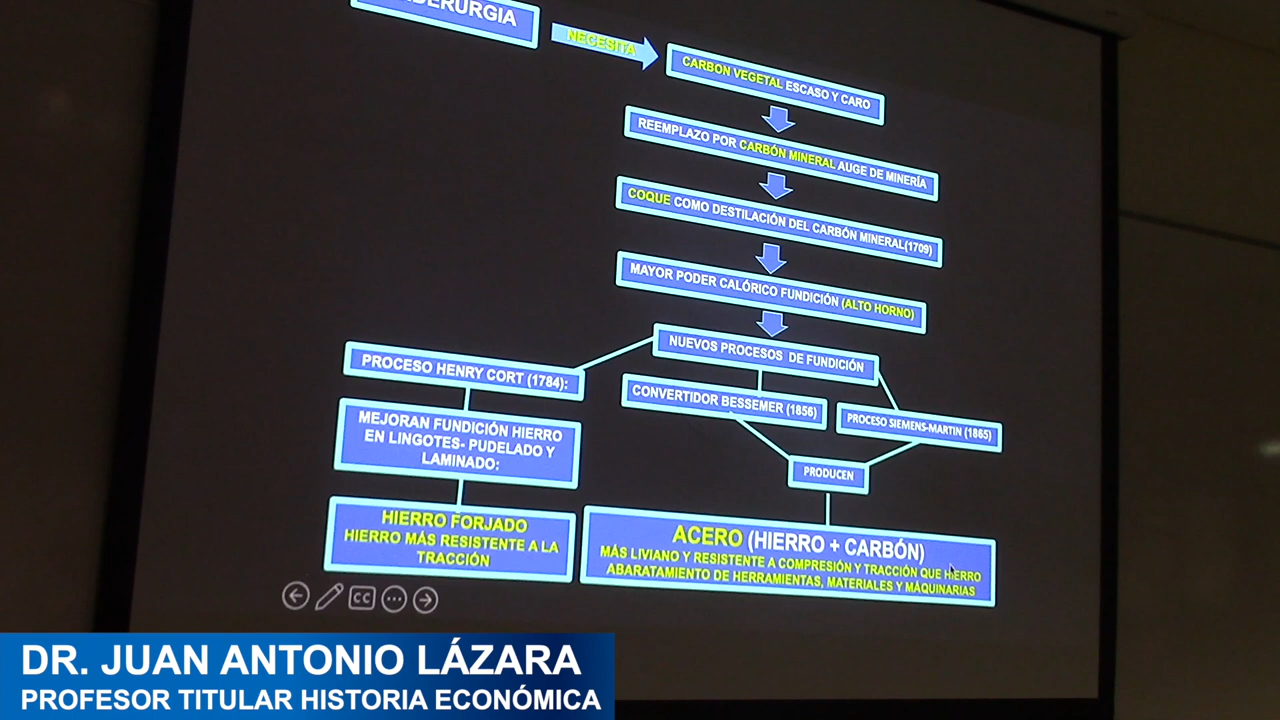 NECESITA
CARBON VEGETAL ESCASO Y CARO
REEMPLAZO POR CARBÓN MINERAL AUGE DE MINERÍA
COQUE COMO DESTILACIÓN DEL CARBÓN MINERAL(1709)
MAYOR PODER CALÓRICO FUNDICIÓN (ALTO HORNO)
NUEVOS PROCESOS DE FUNDICIÓN
PROCESO HENRY CORT (1784):
CONVERTIDOR BESSEMER (1856)
PROCESO SIEMENS-MARTIN (1865)
MEJORAN FUNDICIÓN HIERRO
EN LINGOTES- PUDELADO Y
LAMINADO:
PRODUCEN
HIERRO FORJADO
HIERRO MÁS RESISTENTE A LA
TRACCIÓN
ACERO (HIERRO + CARBÓN)
MÁS LIVIANO Y RESISTENTE A COMPRESIÓN Y TRACCIÓN QUE HIERRO
ABARATAMIENTO DE HERRAMIENTAS, MATERIALES Y MÁQUINARIAS
CC
DR. JUAN ANTONIO LÁZARA
PROFESOR TITULAR HISTORIA ECONÓMICA